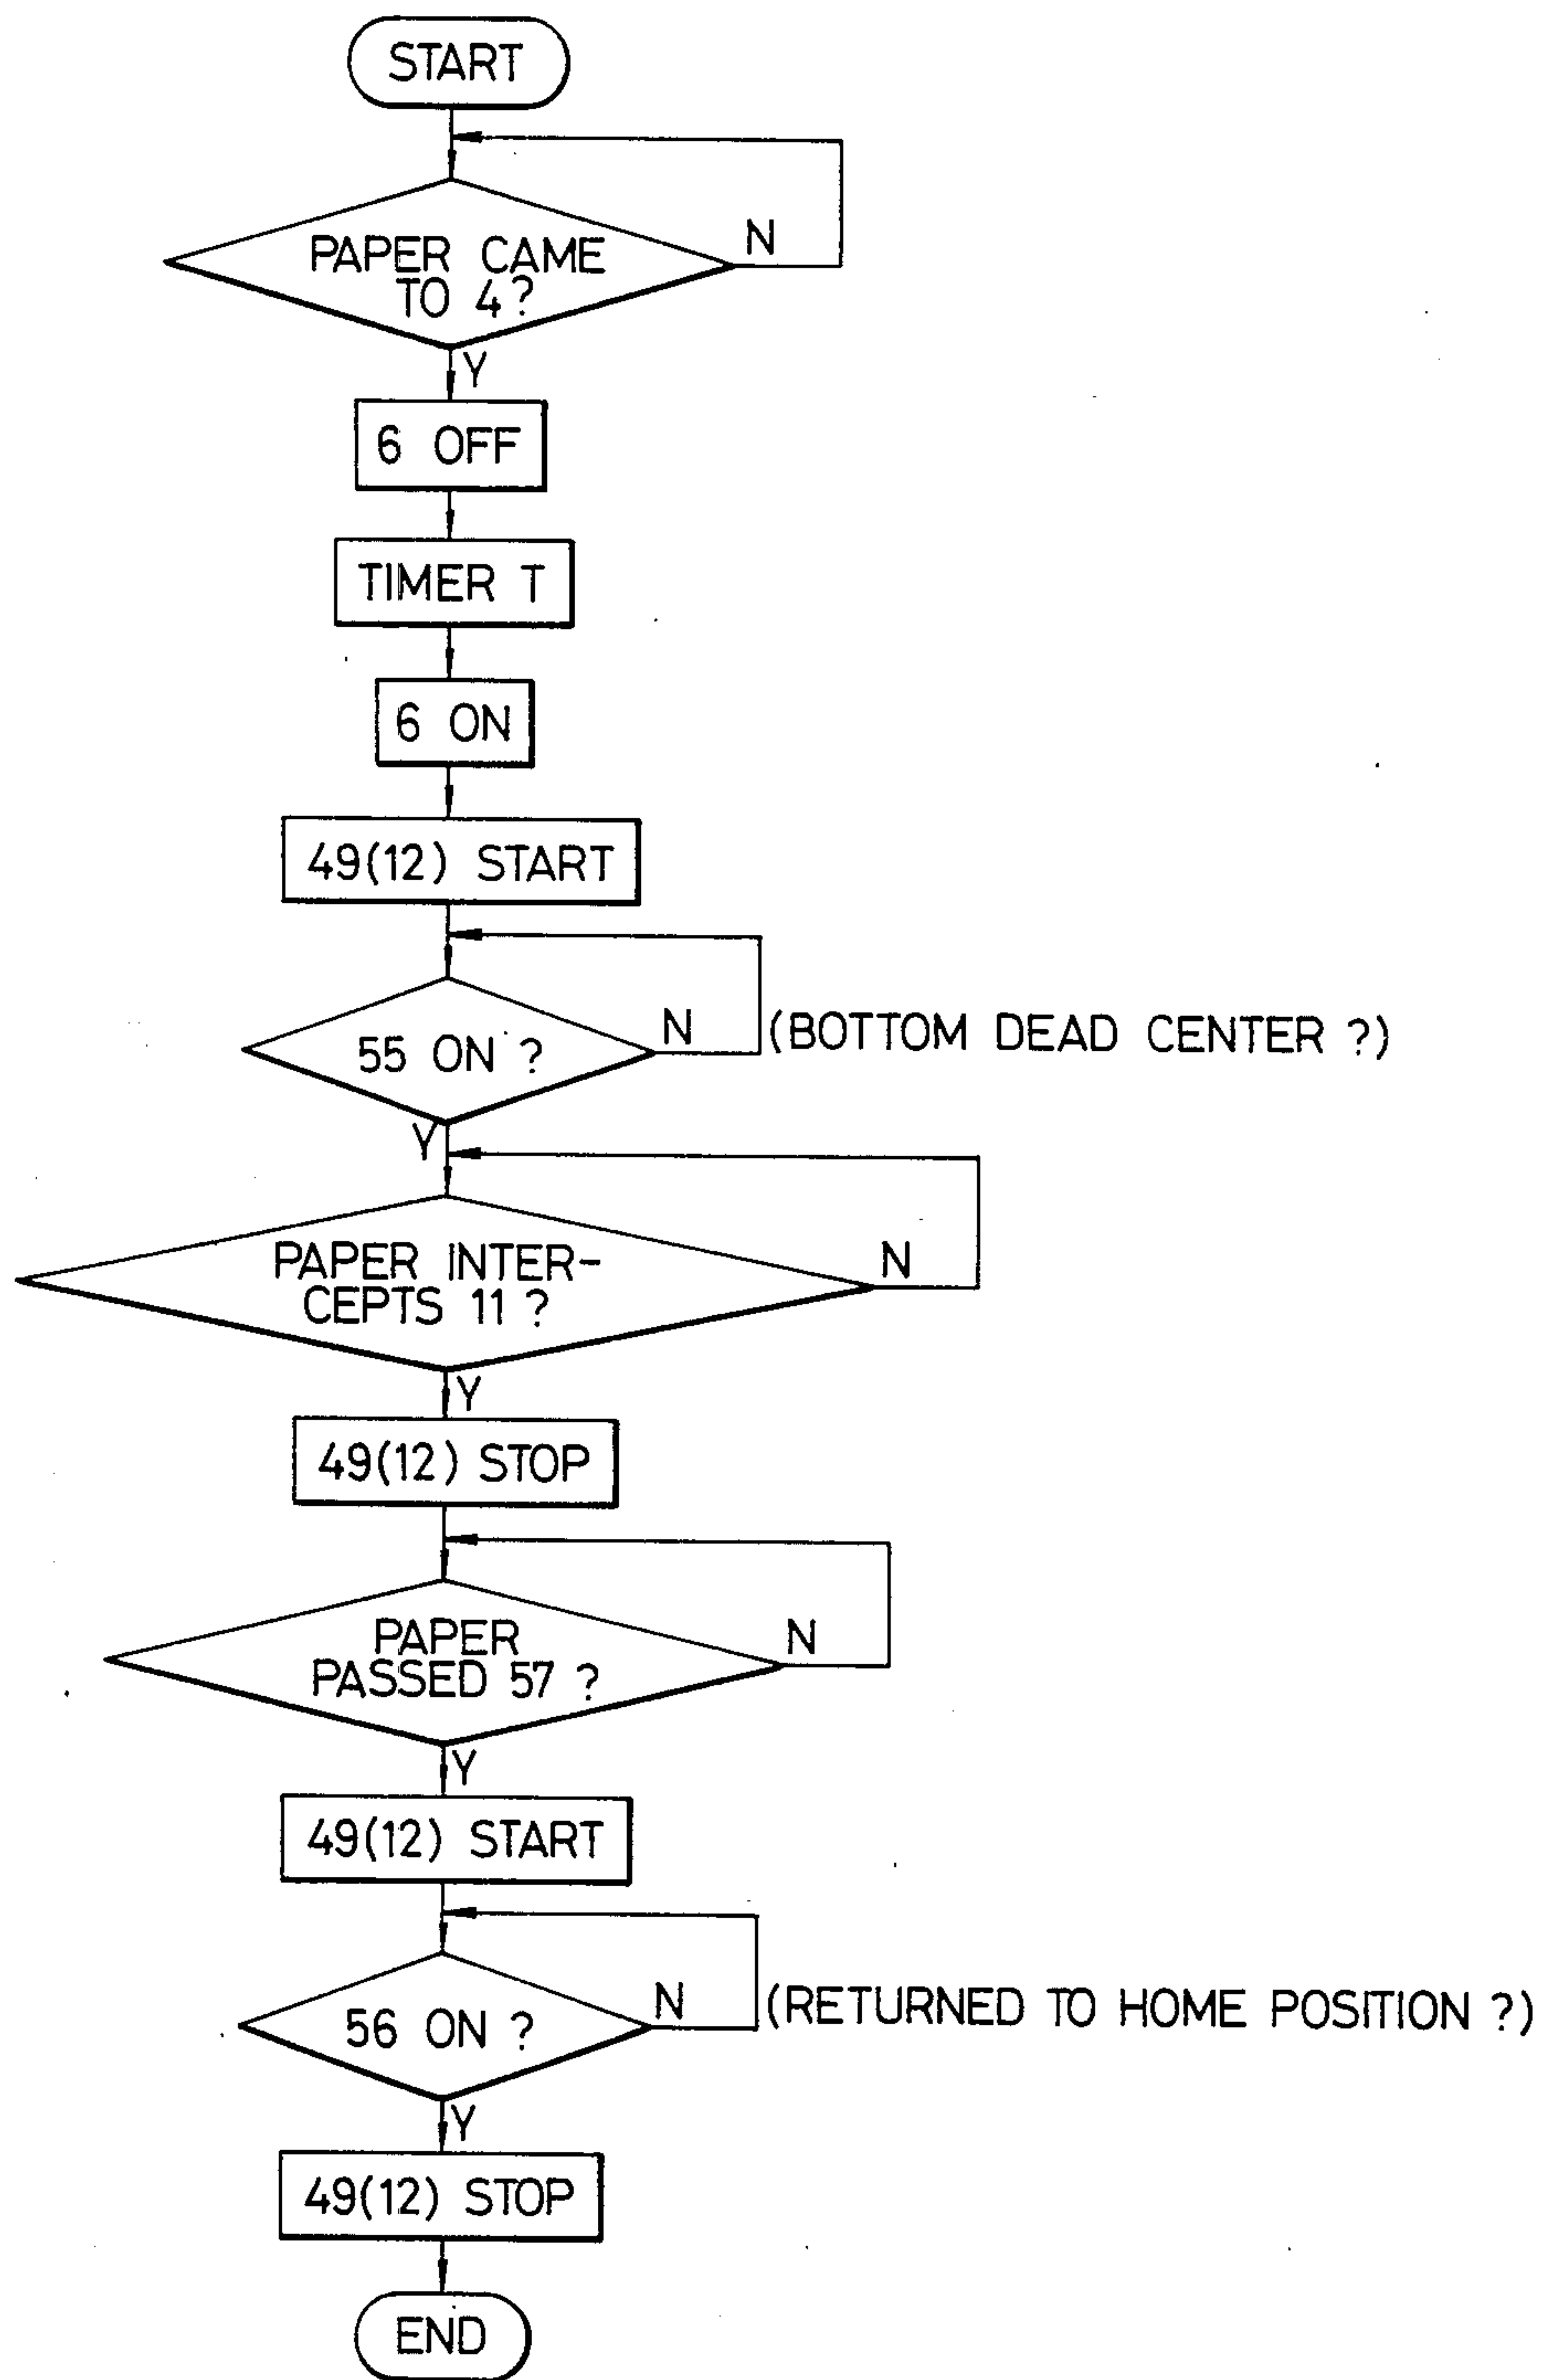 START
N
PAPER CAME
TO 4?
Y
6 OFF
TIMER T
6 ON
49(12) START
N
(BOTTOM DEAD CENTER ?)
55 ON ?
Y
N
PAPER INTER-
CEPTS 11 ?
Y
49(12) STOP
N
PAPER
PASSED 57 ?
Y
49(12) START
N
(RETURNED TO HOME POSITION ?)
56 ON ?
Y
49(12) STOP
END